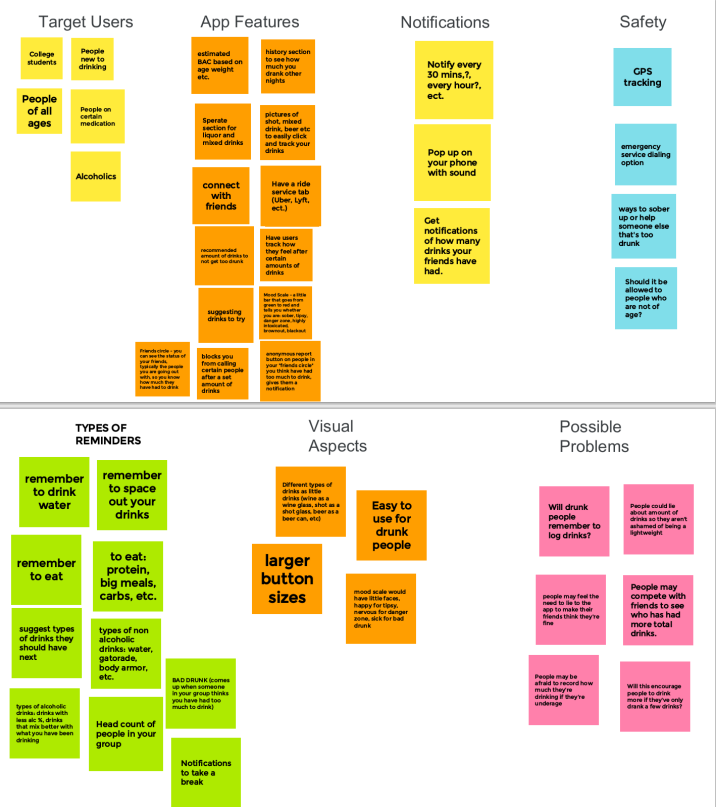 Target Users
College
students
People
new to
drinking
People
of all
ages
People on
certain
medication
Alcoholics
App Features
estimated
BAC based on
age weight
etc.
history section
to see how
much you
drank other
nights
Sperate
section for
liquor and
mixed drinks
pictures of
shot, mixed
drink, beer etc
to easily click
and track your
drinks
connect
with
friends
Have a ride
service tab
(Uber, Lyft,
ect.)
recommended
amount of drinks to
not get too drunk
Have users
track how
they feel after
certain
amounts of
drinks
suggesting
drinks to try
Mood Scale - a little
bar that goes from
green to red and
tells you whether
you are: sober, tipsy,
danger zone, highly
intoxicated,
brownout, blackout
Friends circle - you
can see the status of
your friends,
typically the people
you are going out
with, so you know
how much they
have had to drink
blocks you
from calling
certain people
after a set
amount of
drinks
anonymous report
button on people in
your "friends circle"
you think have had
too much to drink,
gives them a
notification
Notifications
Notify every
30 mins,?,
every hour?,
ect.
Pop up on
your phone
with sound
Get
notifications
of how many
drinks your
friends have
had.
Safety
GPS
tracking
emergency
service dialing
option
ways to sober
up or help
someone else
that's too
drunk
Should it be
allowed to
people who
are not of
age?
TYPES OF
REMINDERS
remember
to drink
water
remember
to space
out your
drinks
remember
to eat
to eat:
protein,
big meals,
carbs, etc.
suggest types
of drinks they
should have
next
types of non
alcoholic
drinks: water,
gatorade,
body armor,
etc.
BAD DRUNK (comes
up when someone
in your group thinks
you have had too
much to drink)
types of alcoholic
drinks: drinks with
less alc %, drinks
that mix better with
what you have been
drinking
Head count of
people in your
group
Notifications
to take a
break
Visual
Aspects
Different types of
drinks as little
drinks (wine as a
wine glass, shot as a
shot glass, beer as a
beer can, etc)
Easy to
use for
drunk
people
larger
button
sizes
mood scale would
have little faces,
happy for tipsy,
nervous for danger
zone, sick for bad
drunk
Possible
Problems
Will drunk
people
remember to
log drinks?
People could lie
about amount of
drinks so they aren't
ashamed of being a
lightweight
people may feel the
need to lie to the
app to make their
friends think they're
fine
People may
compete with
friends to see
who has had
more total
drinks.
People may be
afraid to record how
much they're
drinking if they're
underage
Will this encourage
people to drink
more if they've only
drank a few drinks?